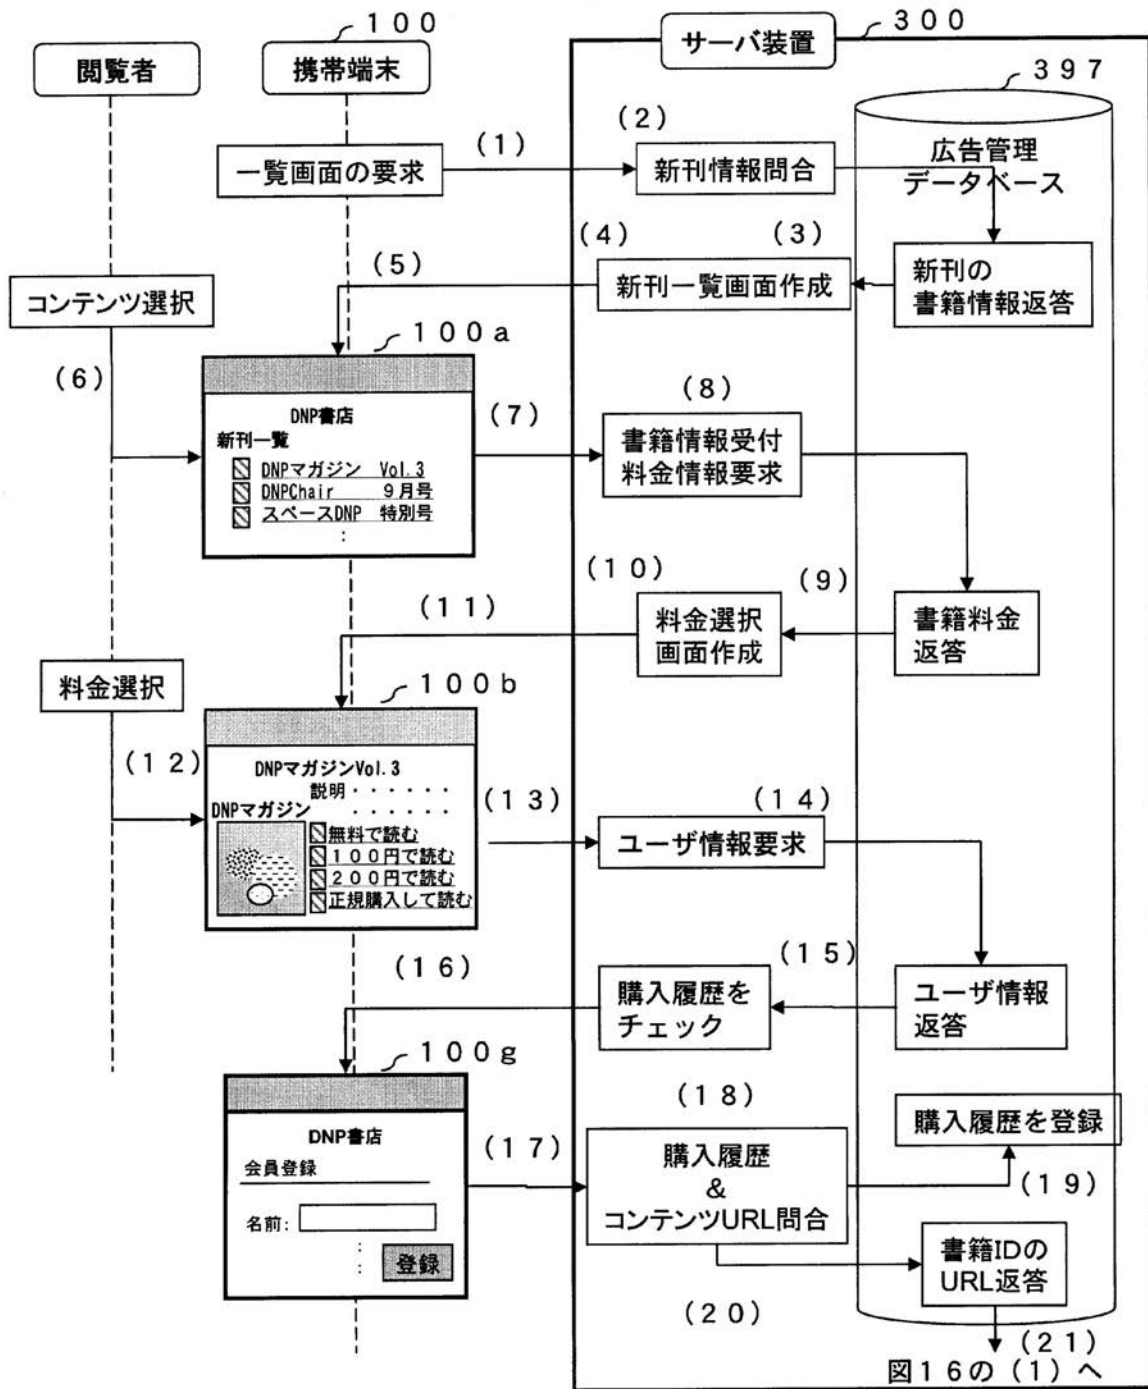 100
300
サーバ装置
閲覧者
携帯端末
397
(1)
(2)
広告管理
データベース
一覧画面の要求
新刊情報問合
(3)
(4)
(5)
新刊の
書籍情報返答
新刊一覧画面作成
コンテンツ選択
100a
(6)
DNP書店
新刊一覧
DNPマガジン Vol.3
DNPChair 9月号
スペースDNP 特別号
:
(7)
(8)
書籍情報受付
料金情報要求
(9)
(10)
(11)
書籍料金
返答
料金選択
画面作成
料金選択
100b
(12)
DNPマガジンVol.3
説明・・・・・・
・・・・・・
DNPマガジン
無料で読む
100円で読む
200円で読む
正規購入して読む
(13)
(14)
ユーザ情報要求
(15)
(16)
ユーザ情報
返答
購入履歴を
チェック
100g
DNP書店
会員登録
名前:
:
:
登録
(17)
(18)
購入履歴
&
コンテンツURL問合
購入履歴を登録
(19)
書籍IDの
URL返答
(20)
(21)
図16の(1)へ